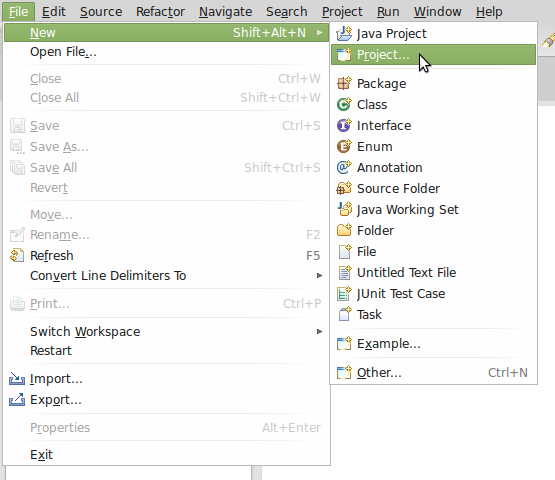 File Edit Source Refactor Navigate Search Project Run Window Help
New Shift+Alt+N
Open File...
Close Ctrl+W
Close All Shift+Ctrl+W
Save Ctrl+S
Save As...
Save All Shift+Ctrl+S
Revert
Move...
Rename... F2
Refresh F5
Convert Line Delimiters To
Print... Ctrl+P
Switch Workspace
Restart
Import...
Export...
Properties Alt+Enter
Exit
Java Project
Project...
Package
Class
Interface
Enum
Annotation
Source Folder
Java Working Set
Folder
File
Untitled Text File
JUnit Test Case
Task
Example...
Other... Ctrl+N